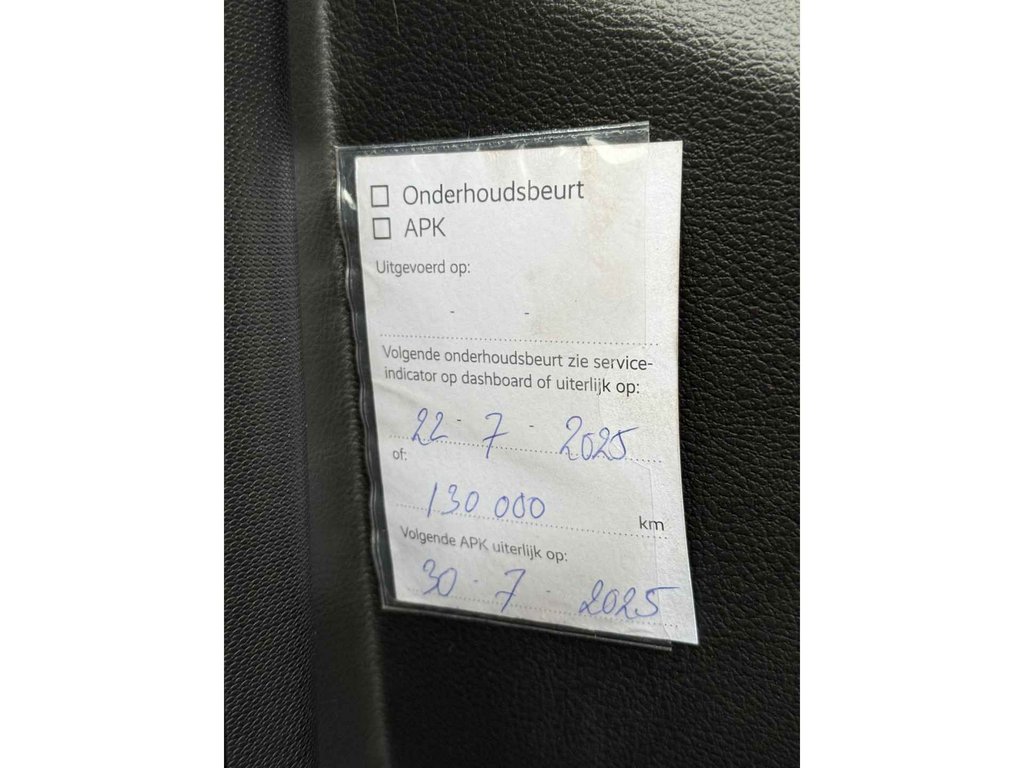 Onderhoudsbeurt
APK
Uitgevoerd op:
- -
Volgende onderhoudsbeurt zie service-
indicator op dashboard of uiterlijk op:
22 - 7 - 2025
of:
130 000 km
Volgende APK uiterlijk op:
30 - 7 - 2025